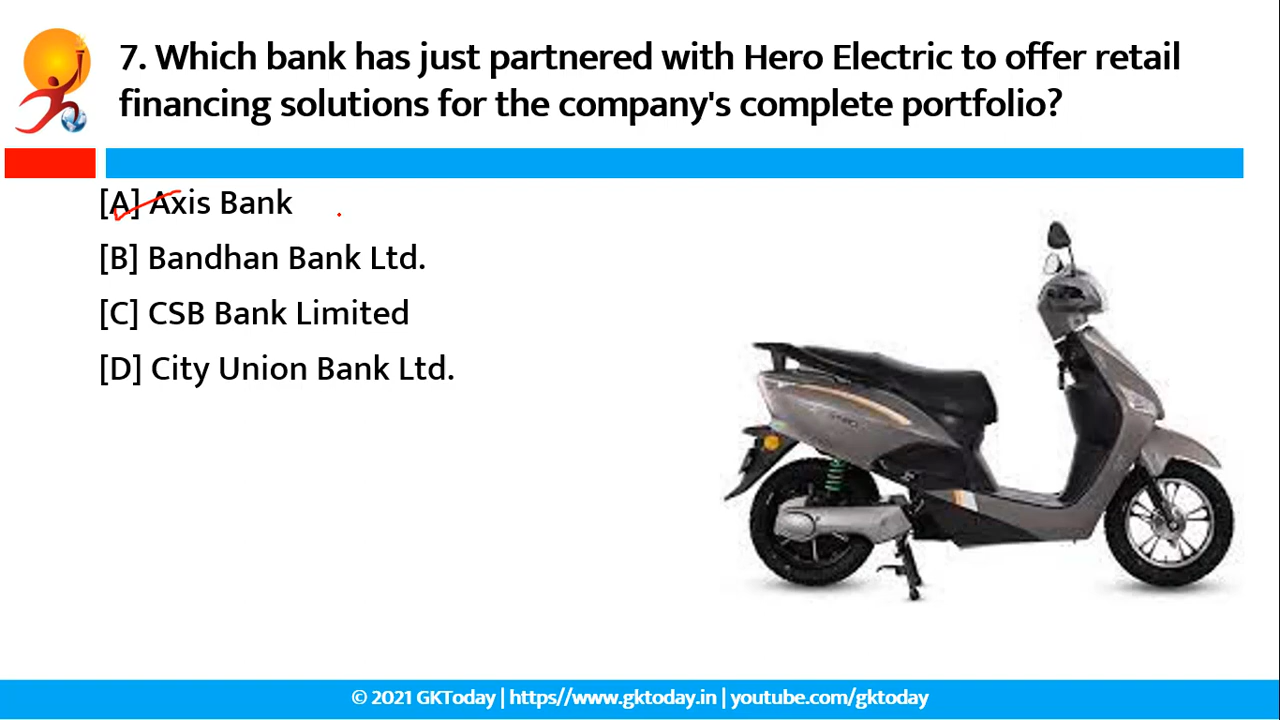 7. Which bank has just partnered with Hero Electric to offer retail
financing solutions for the company's complete portfolio?
[A] Axis Bank
[B] Bandhan Bank Ltd.
[C] CSB Bank Limited
[D] City Union Bank Ltd.
© 2021 GKToday | https//www.gktoday.in | youtube.com/gktoday